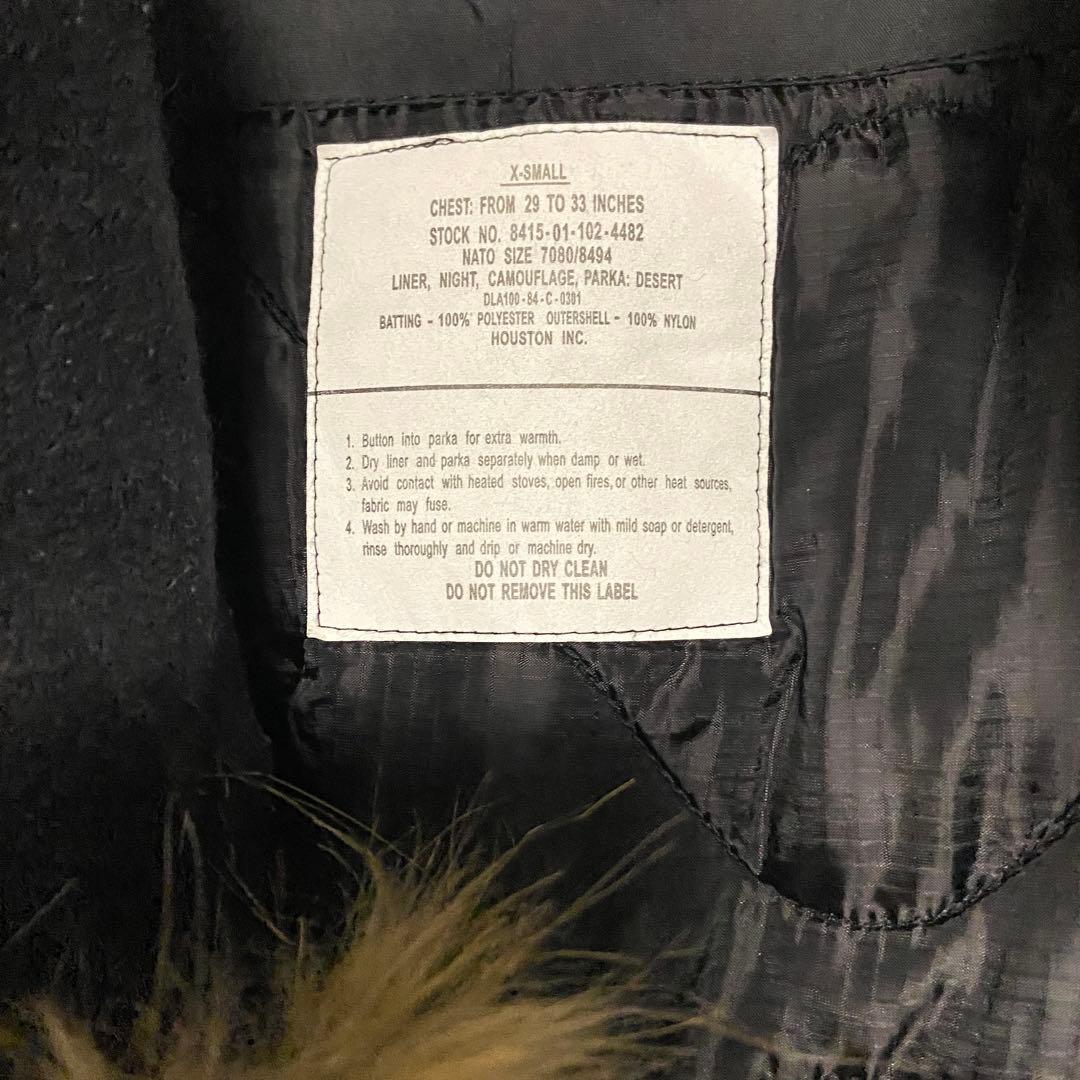 X-SMALL
CHEST: FROM 29 TO 33 INCHES
STOCK NO. 8415-01-102-4482
NATO SIZE 7080/8494
LINER, NIGHT, CAMOUFLAGE, PARKA: DESERT
DLA100-84-C-0301
BATTING - 100% POLYESTER OUTERSHELL - 100% NYLON
HOUSTON INC.
1. Button into parka for extra warmth.
2. Dry liner and parka separately when damp or wet.
3. Avoid contact with heated stoves, open fires, or other heat sources,
fabric may fuse.
4. Wash by hand or machine in warm water with mild soap or detergent,
rinse thoroughly and drip or machine dry.
DO NOT DRY CLEAN
DO NOT REMOVE THIS LABEL